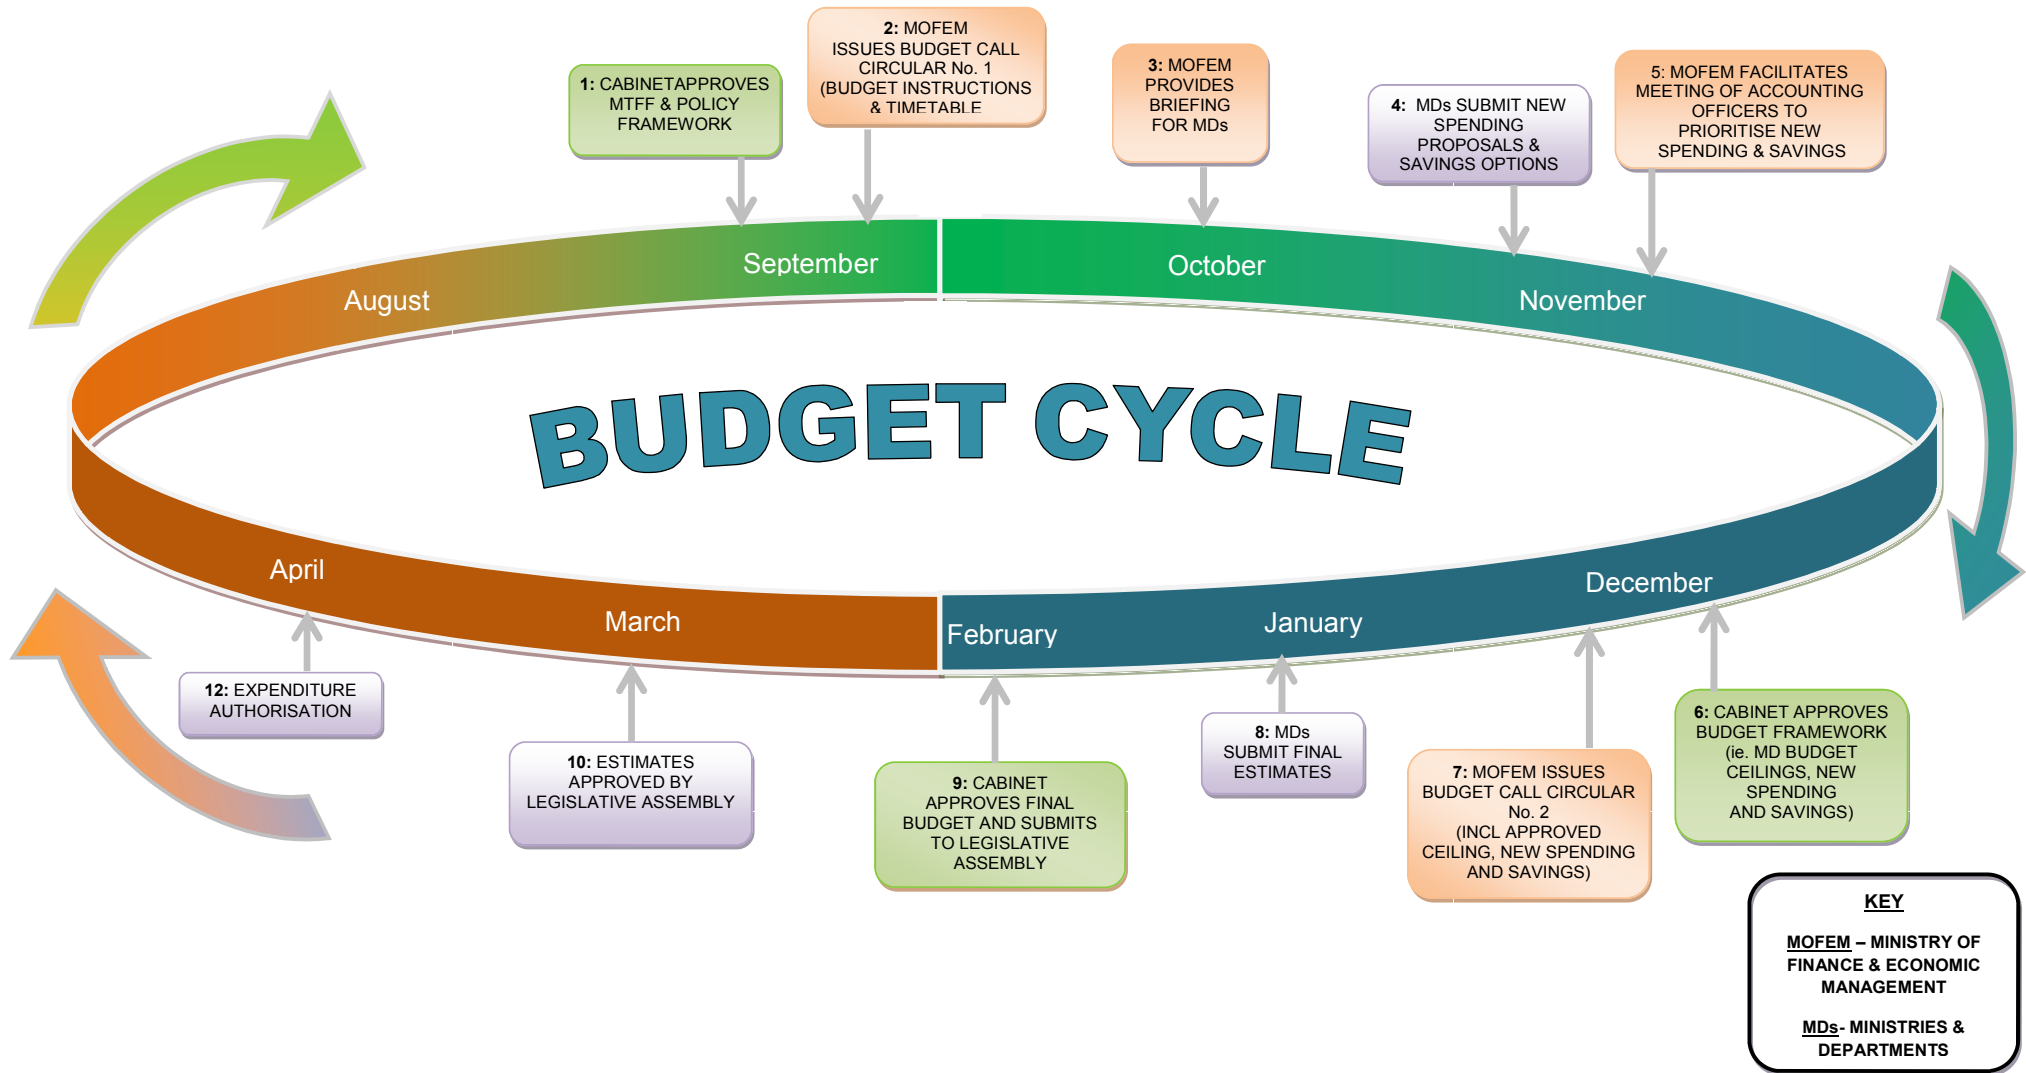 1: CABINETAPPROVES
MTFF & POLICY
FRAMEWORK
2: MOFEM
ISSUES BUDGET CALL
CIRCULAR No. 1
(BUDGET INSTRUCTIONS
& TIMETABLE
3: MOFEM
PROVIDES
BRIEFING
FOR MDs
4: MDs SUBMIT NEW
SPENDING
PROPOSALS &
SAVINGS OPTIONS
5: MOFEM FACILITATES
MEETING OF ACCOUNTING
OFFICERS TO
PRIORITISE NEW
SPENDING & SAVINGS
August
September
October
November
BUDGET CYCLE
April
March
February
January
December
12: EXPENDITURE
AUTHORISATION
10: ESTIMATES
APPROVED BY
LEGISLATIVE ASSEMBLY
9: CABINET
APPROVES FINAL
BUDGET AND SUBMITS
TO LEGISLATIVE
ASSEMBLY
8: MDs
SUBMIT FINAL
ESTIMATES
7: MOFEM ISSUES
BUDGET CALL CIRCULAR
No. 2
(INCL APPROVED
CEILING, NEW SPENDING
AND SAVINGS)
6: CABINET APPROVES
BUDGET FRAMEWORK
(ie. MD BUDGET
CEILINGS, NEW
SPENDING
AND SAVINGS)
KEY
MOFEM – MINISTRY OF
FINANCE & ECONOMIC
MANAGEMENT
MDs- MINISTRIES &
DEPARTMENTS